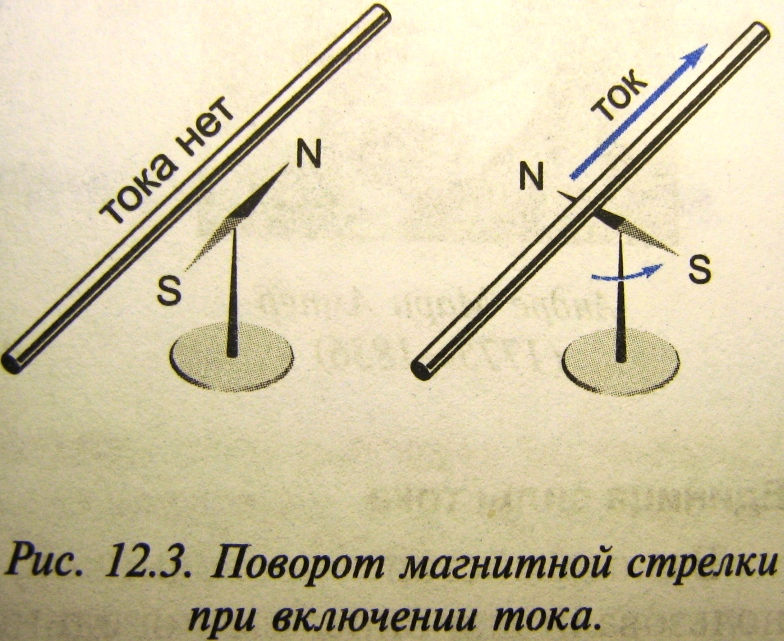 тока нет
N
S
ток
N
S
Рис. 12.3. Поворот магнитной стрелки
при включении тока.